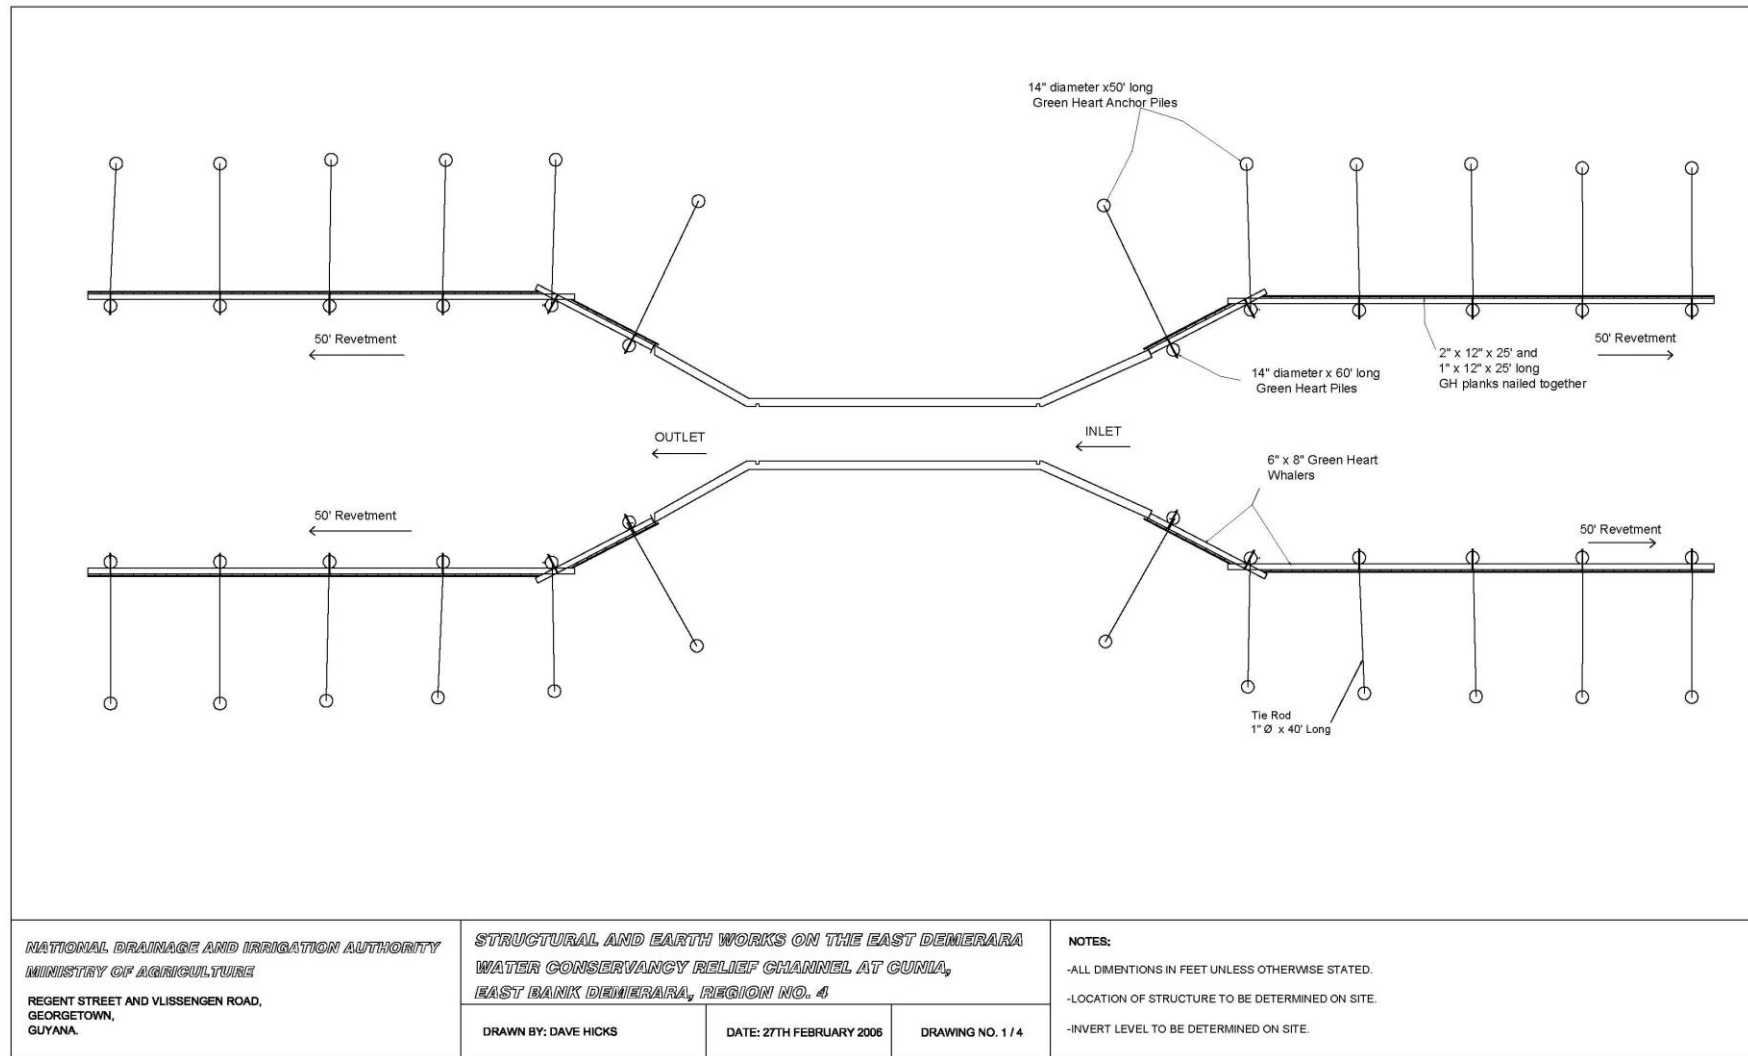 14" diameter x50' long
Green Heart Anchor Piles
50' Revetment
50' Revetment
2" x 12" x 25' and
1" x 12" x 25' long
GH planks nailed together
14" diameter x 60' long
Green Heart Piles
OUTLET
INLET
6" x 8" Green Heart
Whalers
50' Revetment
50' Revetment
Tie Rod
1" Ø x 40' Long
NATIONAL DRAINAGE AND IRRIGATION AUTHORITY
MINISTRY OF AGRICULTURE
REGENT STREET AND VLISSENGEN ROAD,
GEORGETOWN,
GUYANA.
STRUCTURAL AND EARTH WORKS ON THE EAST DEMERARA
WATER CONSERVANCY RELIEF CHANNEL AT CUNIA,
EAST BANK DEMERARA, REGION NO. 4
DRAWN BY: DAVE HICKS
DATE: 27TH FEBRUARY 2006
DRAWING NO. 1 / 4
NOTES:
-ALL DIMENTIONS IN FEET UNLESS OTHERWISE STATED.
-LOCATION OF STRUCTURE TO BE DETERMINED ON SITE.
-INVERT LEVEL TO BE DETERMINED ON SITE.